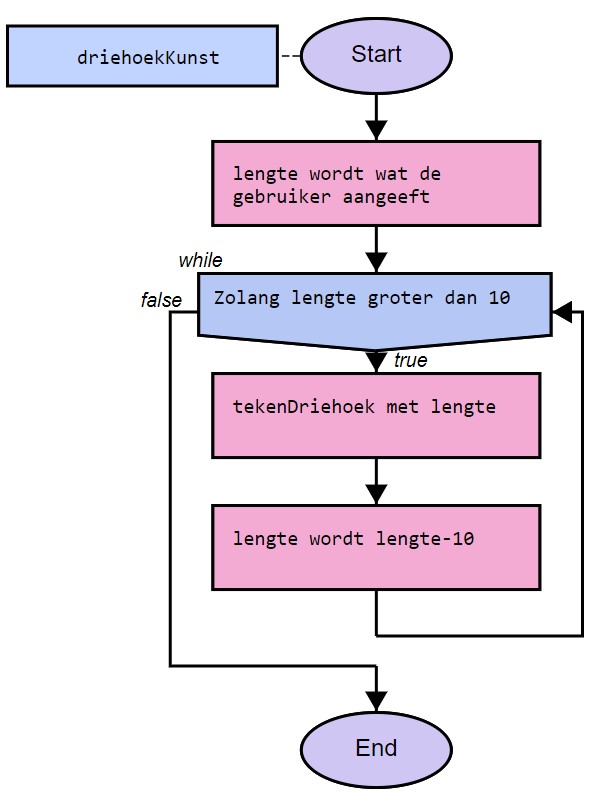 driehoekKunst
Start
lengte wordt wat de
gebruiker aangeeft
while
false
Zolang lengte groter dan 10
true
tekenDriehoek met lengte
lengte wordt lengte-10
End